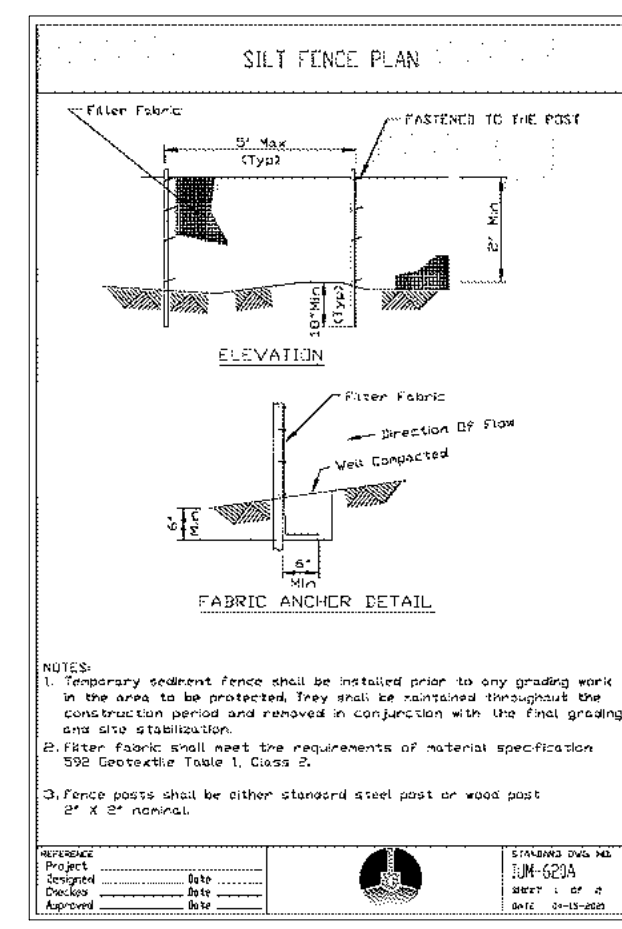 SILT FENCE PLAN
Filter Fabric
FASTENED TO THE POST
5' Max
(Typ)
2' Min
18"Min
(Typ)
ELEVATION
Filter Fabric
Direction Of Flow
Well Compacted
6"
Min
6"
Min
FABRIC ANCHER DETAIL
NOTES:
1. Temporary sediment fence shall be installed prior to any grading work
in the area to be protected. They shall be maintained throughout the
construction period and removed in conjunction with the final grading
and site stabilization.
2. Filter fabric shall meet the requirements of material specification
592 Geotextile Table 1, Class 2.
3. Fence posts shall be either standard steel post or wood post
2" X 2" nominal.
REFERENCE
Project
Designed Date
Checked Date
Approved Date
STANDARD DWG NO.
IUM-620A
SHEET 1 OF 2
DATE